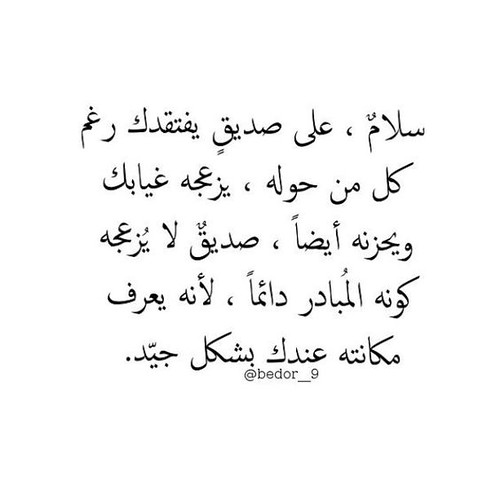 سلامٌ ، على صديقٍ يفتقدك رغم
كل من حوله ، يزعجه غيابك
ويحزنه أيضاً ، صديقٌ لا يُزعجه
كونه المُبادر دائماً ، لأنه يعرف
مكانته عندك بشكل جيّد.
@bedor__9